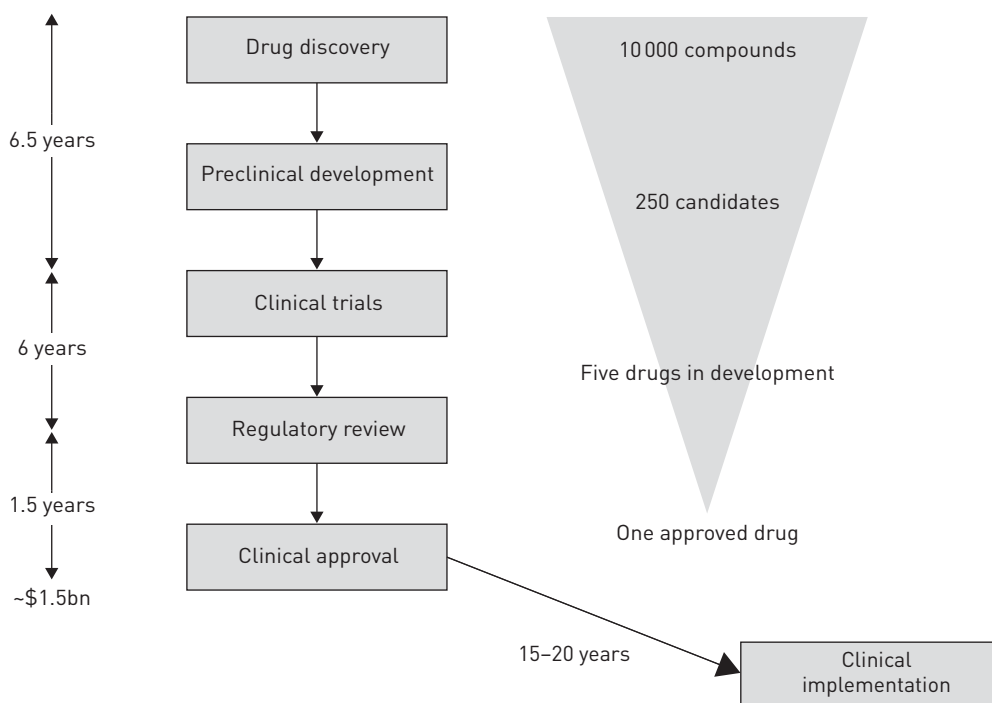 Drug discovery
10 000 compounds
6.5 years
Preclinical development
250 candidates
Clinical trials
6 years
Five drugs in development
Regulatory review
1.5 years
One approved drug
Clinical approval
~$1.5bn
15–20 years
Clinical
implementation